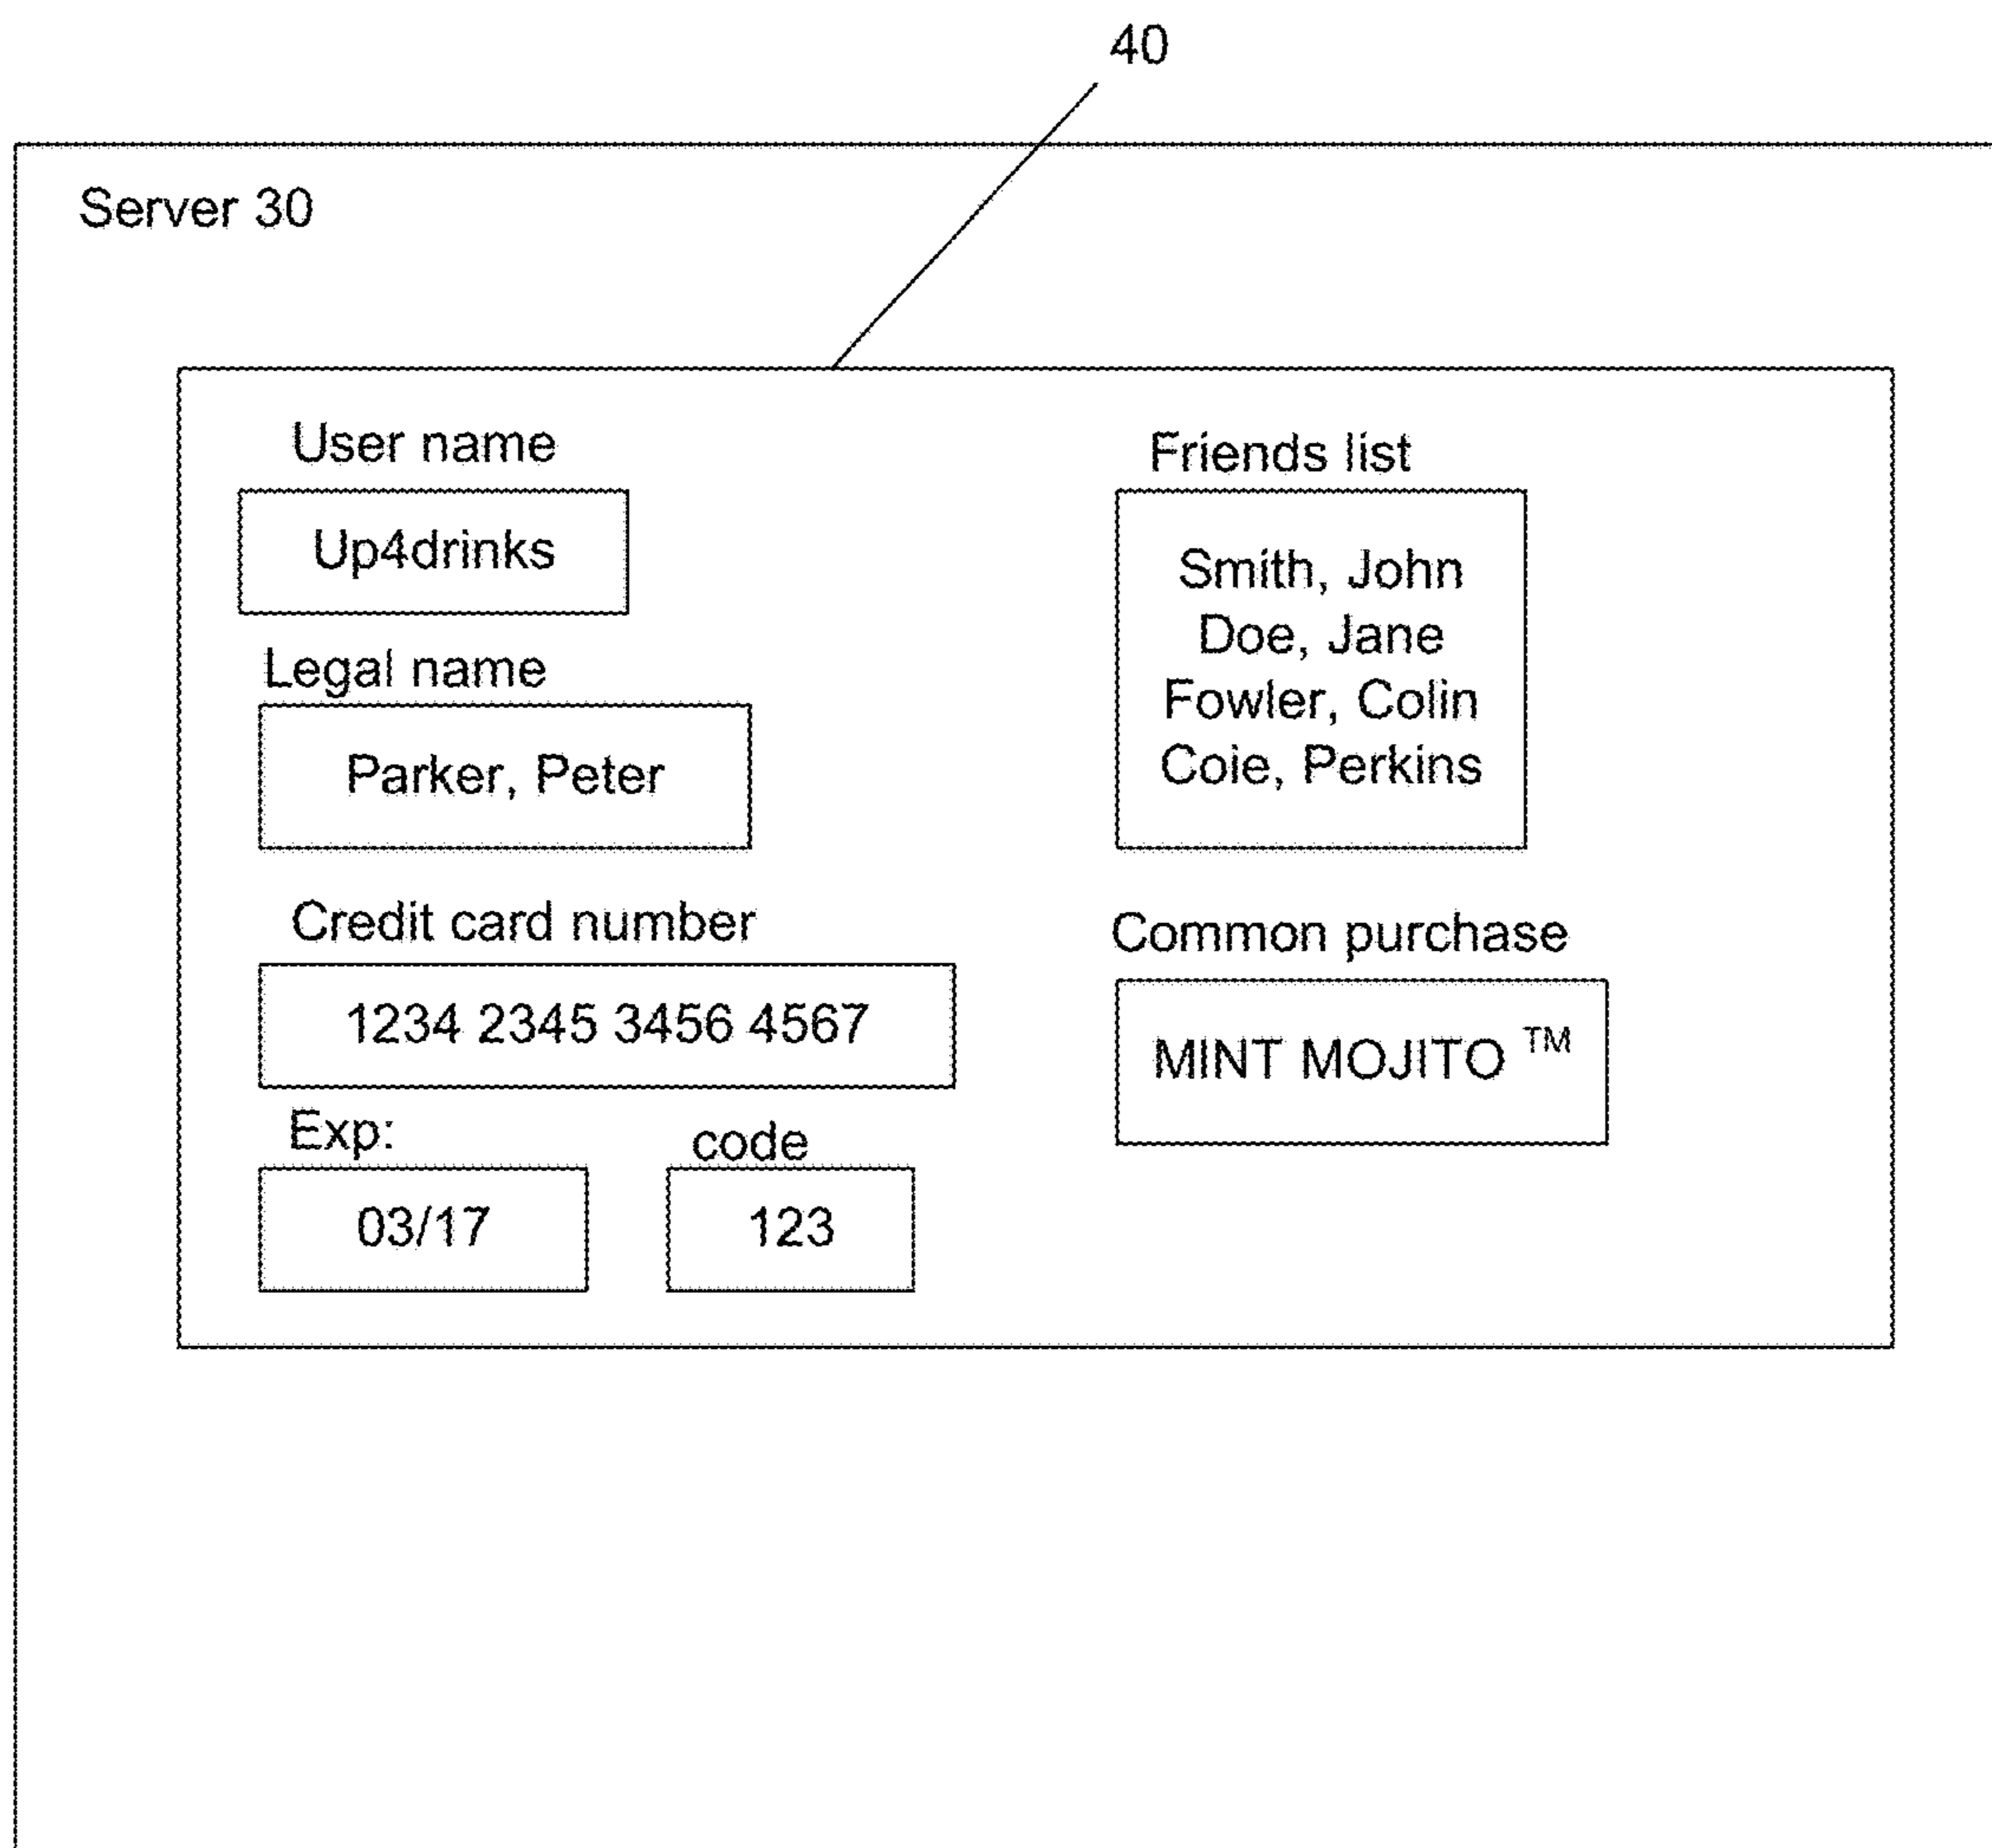 40
Server 30
User name
Up4drinks
Legal name
Parker, Peter
Credit card number
1234 2345 3456 4567
Exp:
03/17
code
123
Friends list
Smith, John
Doe, Jane
Fowler, Colin
Coie, Perkins
Common purchase
MINT MOJITO ™